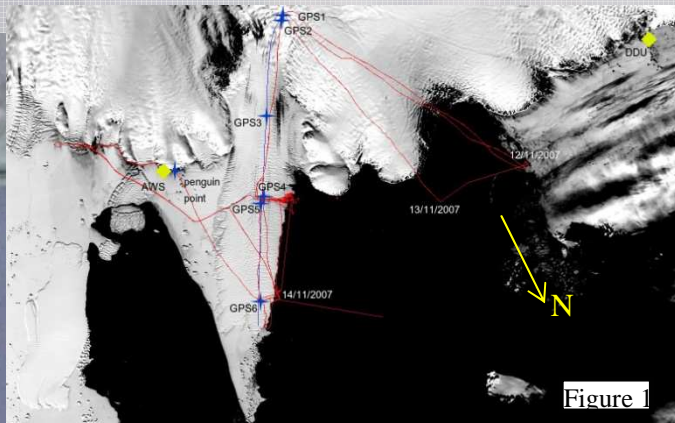 GPS1
GPS2
DDU
GPS3
12/11/2007
AWS
penguin
point
GPS4
GPS5
13/11/2007
14/11/2007
GPS6
N
Figure 1